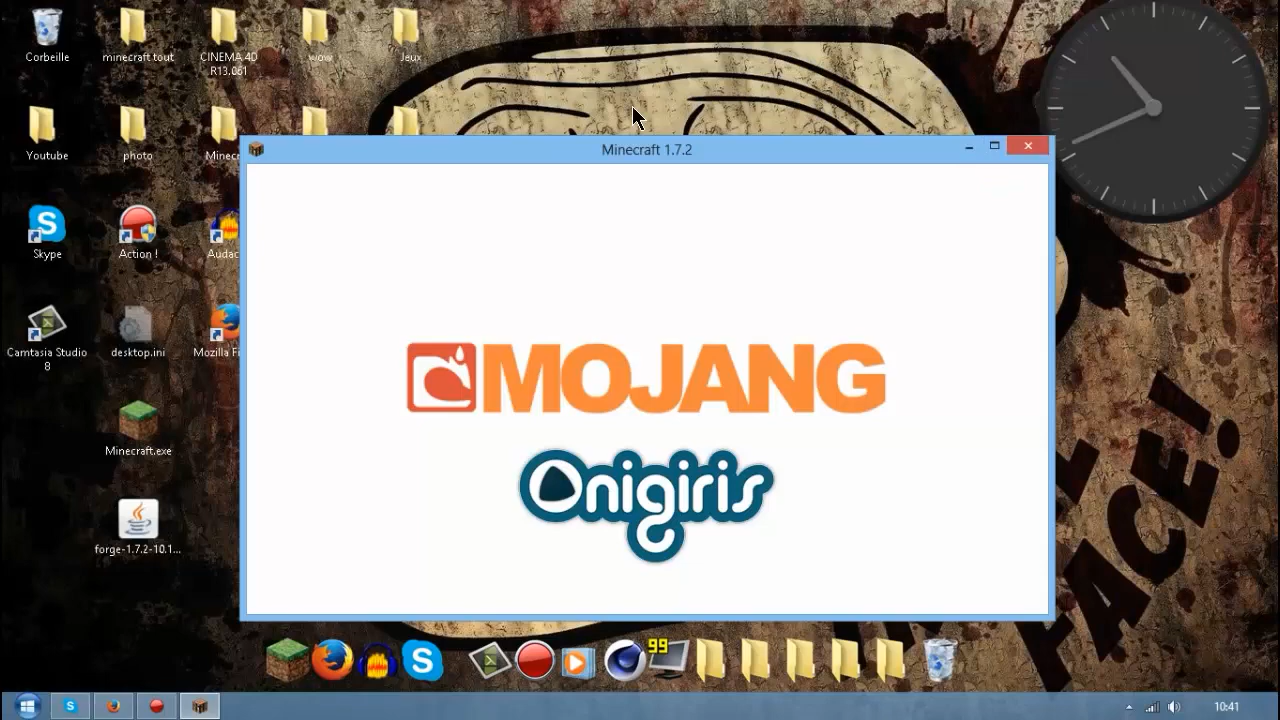 Corbeille
minecraft tout
CINEMA 4D
R13.061
wow
Jeux
Youtube
photo
Minec
Minecraft 1.7.2
Skype
Action !
Audac
MOJANG
Onigiris
Camtasia Studio
8
desktop.ini
Mozilla Fi
Minecraft.exe
forge-1.7.2-10.1...
FACE!
99
10:41